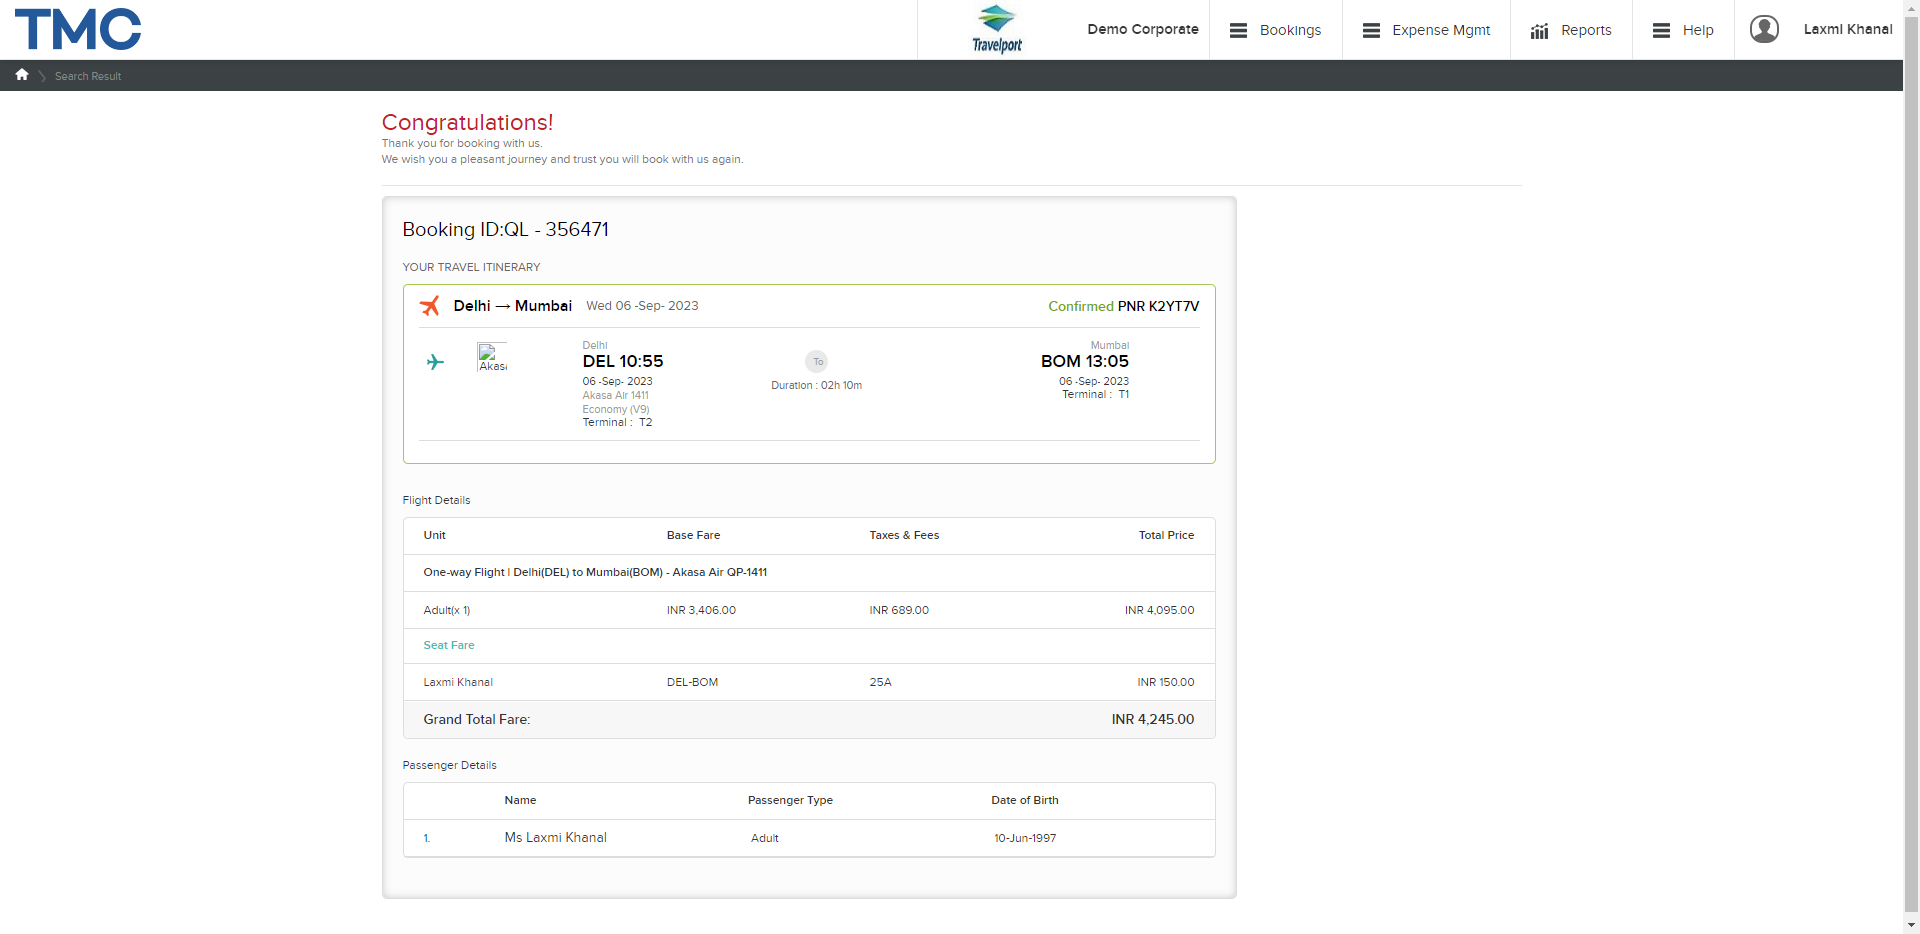 TMC
Travelport
Demo Corporate
Bookings
Expense Mgmt
Reports
Help
Laxmi Khanal
Search Result
Congratulations!
Thank you for booking with us.
We wish you a pleasant journey and trust you will book with us again.
Booking ID:QL - 356471
YOUR TRAVEL ITINERARY
Delhi → Mumbai Wed 06 -Sep- 2023 Confirmed PNR K2YT7V
Akasa
Delhi
DEL 10:55
06 -Sep- 2023
Akasa Air 1411
Economy (V9)
Terminal : T2
To
Duration : 02h 10m
Mumbai
BOM 13:05
06 -Sep- 2023
Terminal : T1
Flight Details
Unit Base Fare Taxes & Fees Total Price
One-way Flight | Delhi(DEL) to Mumbai(BOM) - Akasa Air QP-1411
Adult(x 1) INR 3,406.00 INR 689.00 INR 4,095.00
Seat Fare
Laxmi Khanal DEL-BOM 25A INR 150.00
Grand Total Fare: INR 4,245.00
Passenger Details
Name Passenger Type Date of Birth
1. Ms Laxmi Khanal Adult 10-Jun-1997